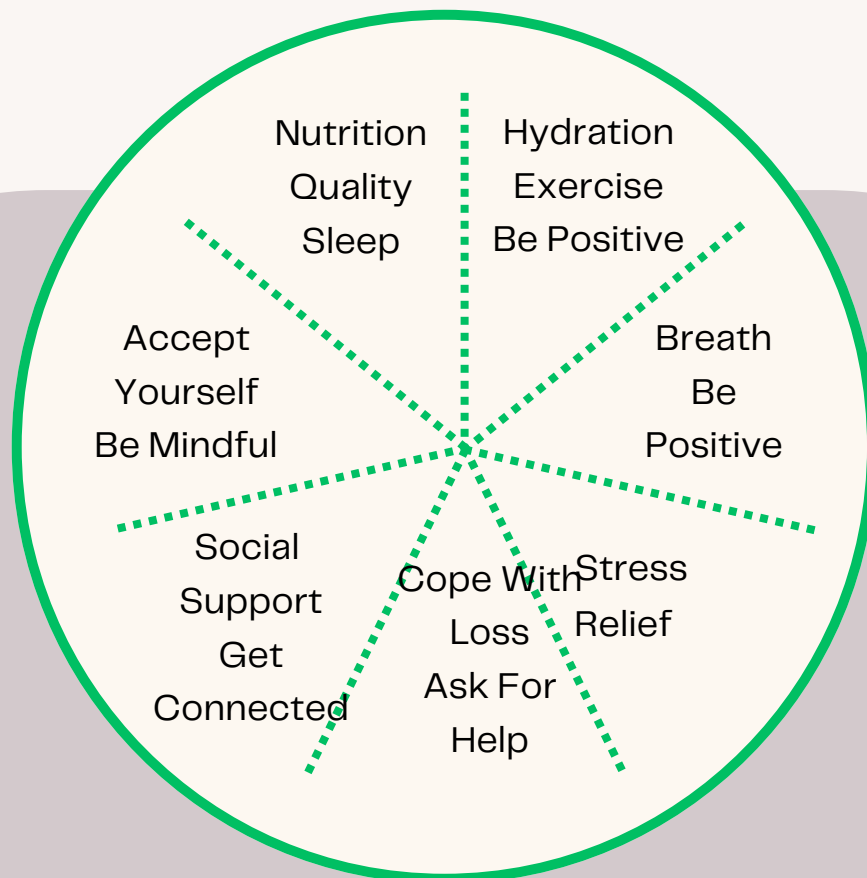 Nutrition
Quality
Sleep
Hydration
Exercise
Be Positive
Accept
Yourself
Be Mindful
Breath
Be
Positive
Social
Support
Get
Connected
Cope With
Loss
Ask For
Help
Stress
Relief